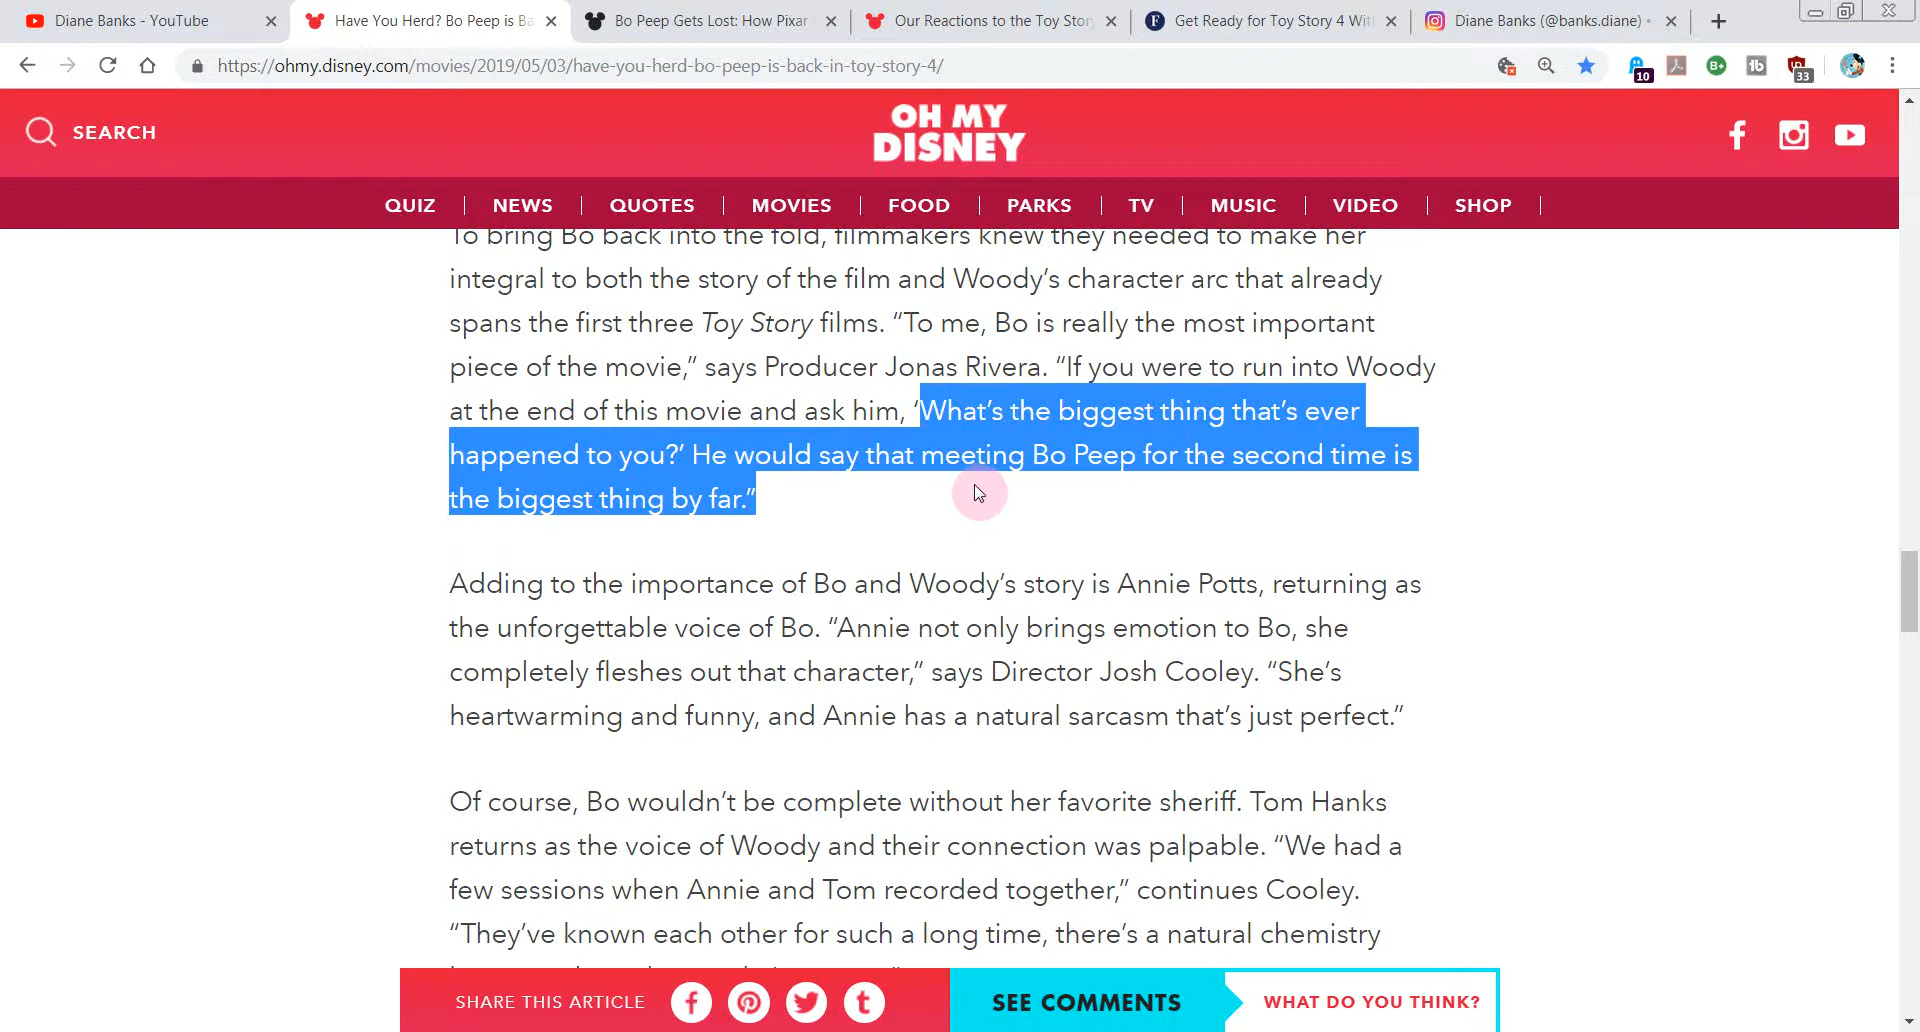 Diane Banks - YouTube
Have You Herd? Bo Peep is Ba
Bo Peep Gets Lost: How Pixar
Our Reactions to the Toy Stor
Get Ready for Toy Story 4 Wit
Diane Banks (@banks.diane) •
https://ohmy.disney.com/movies/2019/05/03/have-you-herd-bo-peep-is-back-in-toy-story-4/
10
B+
33
SEARCH
OH MY
DISNEY
QUIZ | NEWS | QUOTES | MOVIES | FOOD | PARKS | TV | MUSIC | VIDEO | SHOP |
To bring Bo back into the fold, filmmakers knew they needed to make her
integral to both the story of the film and Woody’s character arc that already
spans the first three Toy Story films. “To me, Bo is really the most important
piece of the movie,” says Producer Jonas Rivera. “If you were to run into Woody
at the end of this movie and ask him, ‘What’s the biggest thing that’s ever
happened to you?’ He would say that meeting Bo Peep for the second time is
the biggest thing by far.”
Adding to the importance of Bo and Woody’s story is Annie Potts, returning as
the unforgettable voice of Bo. “Annie not only brings emotion to Bo, she
completely fleshes out that character,” says Director Josh Cooley. “She’s
heartwarming and funny, and Annie has a natural sarcasm that’s just perfect.”
Of course, Bo wouldn’t be complete without her favorite sheriff. Tom Hanks
returns as the voice of Woody and their connection was palpable. “We had a
few sessions when Annie and Tom recorded together,” continues Cooley.
“They’ve known each other for such a long time, there’s a natural chemistry
SHARE THIS ARTICLE
SEE COMMENTS
WHAT DO YOU THINK?